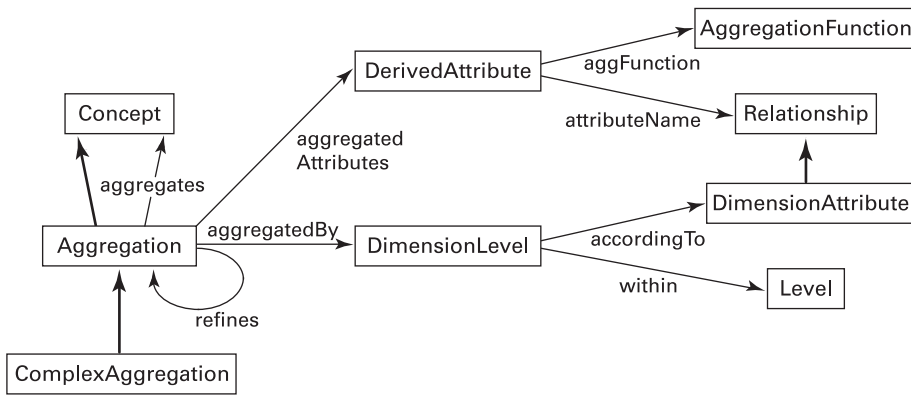 AggregationFunction
DerivedAttribute
aggFunction
Concept
Relationship
attributeName
aggregated
Attributes
aggregates
DimensionAttribute
aggregatedBy
Aggregation
DimensionLevel
accordingTo
within
Level
refines
ComplexAggregation